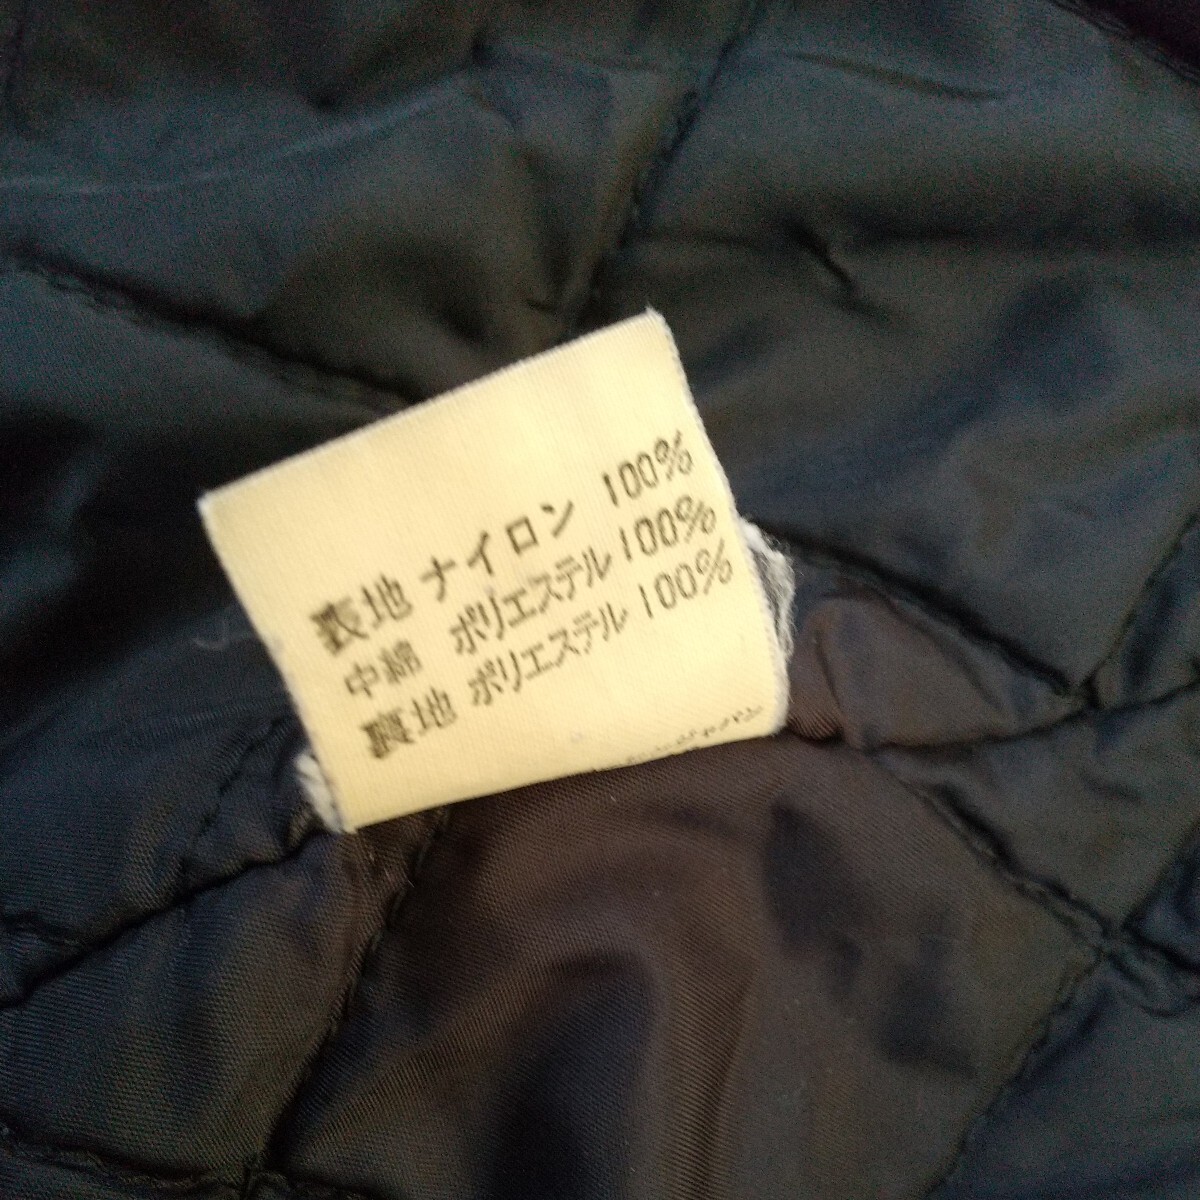 表地 ナイロン 100%
中綿 ポリエステル 100%
裏地 ポリエステル 100%